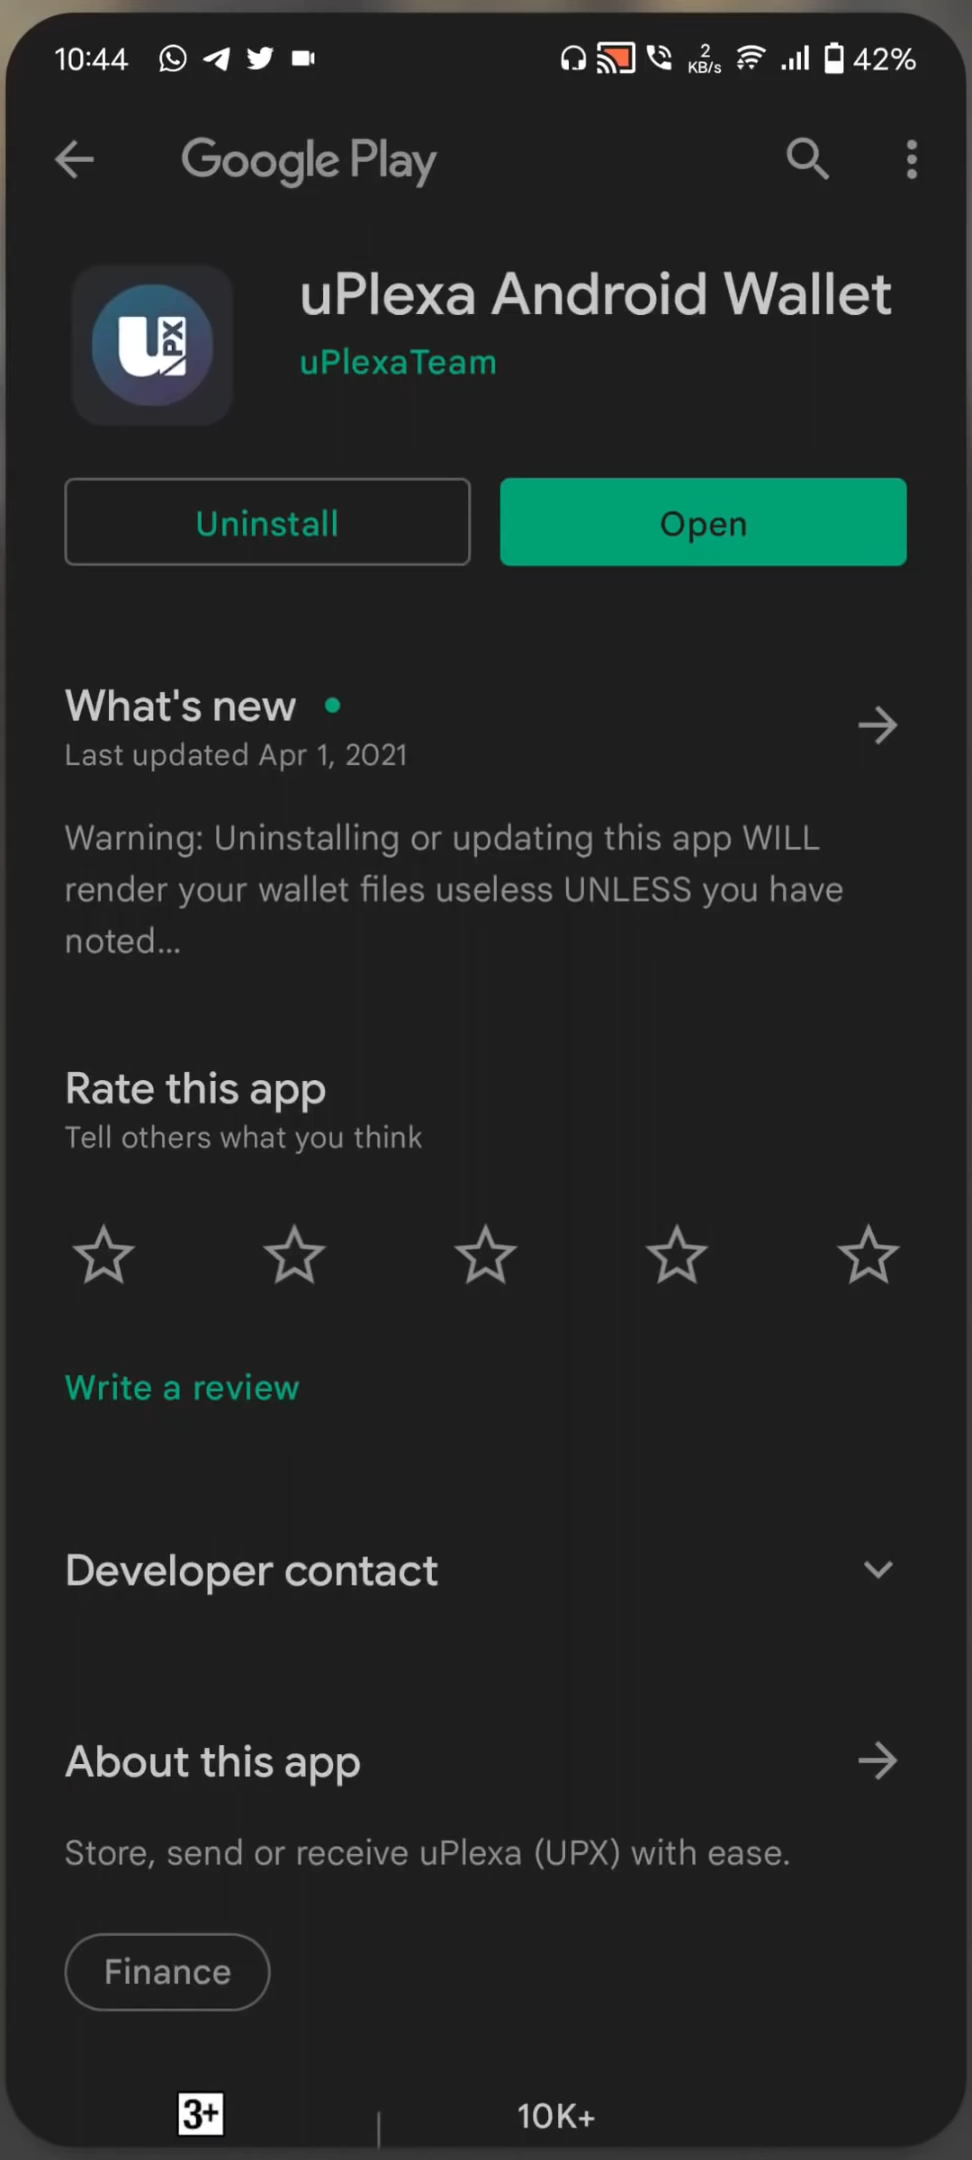 10:44 2 KB/s 42%
Google Play
UPX
uPlexa Android Wallet
uPlexaTeam
Uninstall Open
What's new
Last updated Apr 1, 2021
Warning: Uninstalling or updating this app WILL
render your wallet files useless UNLESS you have
noted...
Rate this app
Tell others what you think
Write a review
Developer contact
About this app
Store, send or receive uPlexa (UPX) with ease.
Finance
3+ 10K+